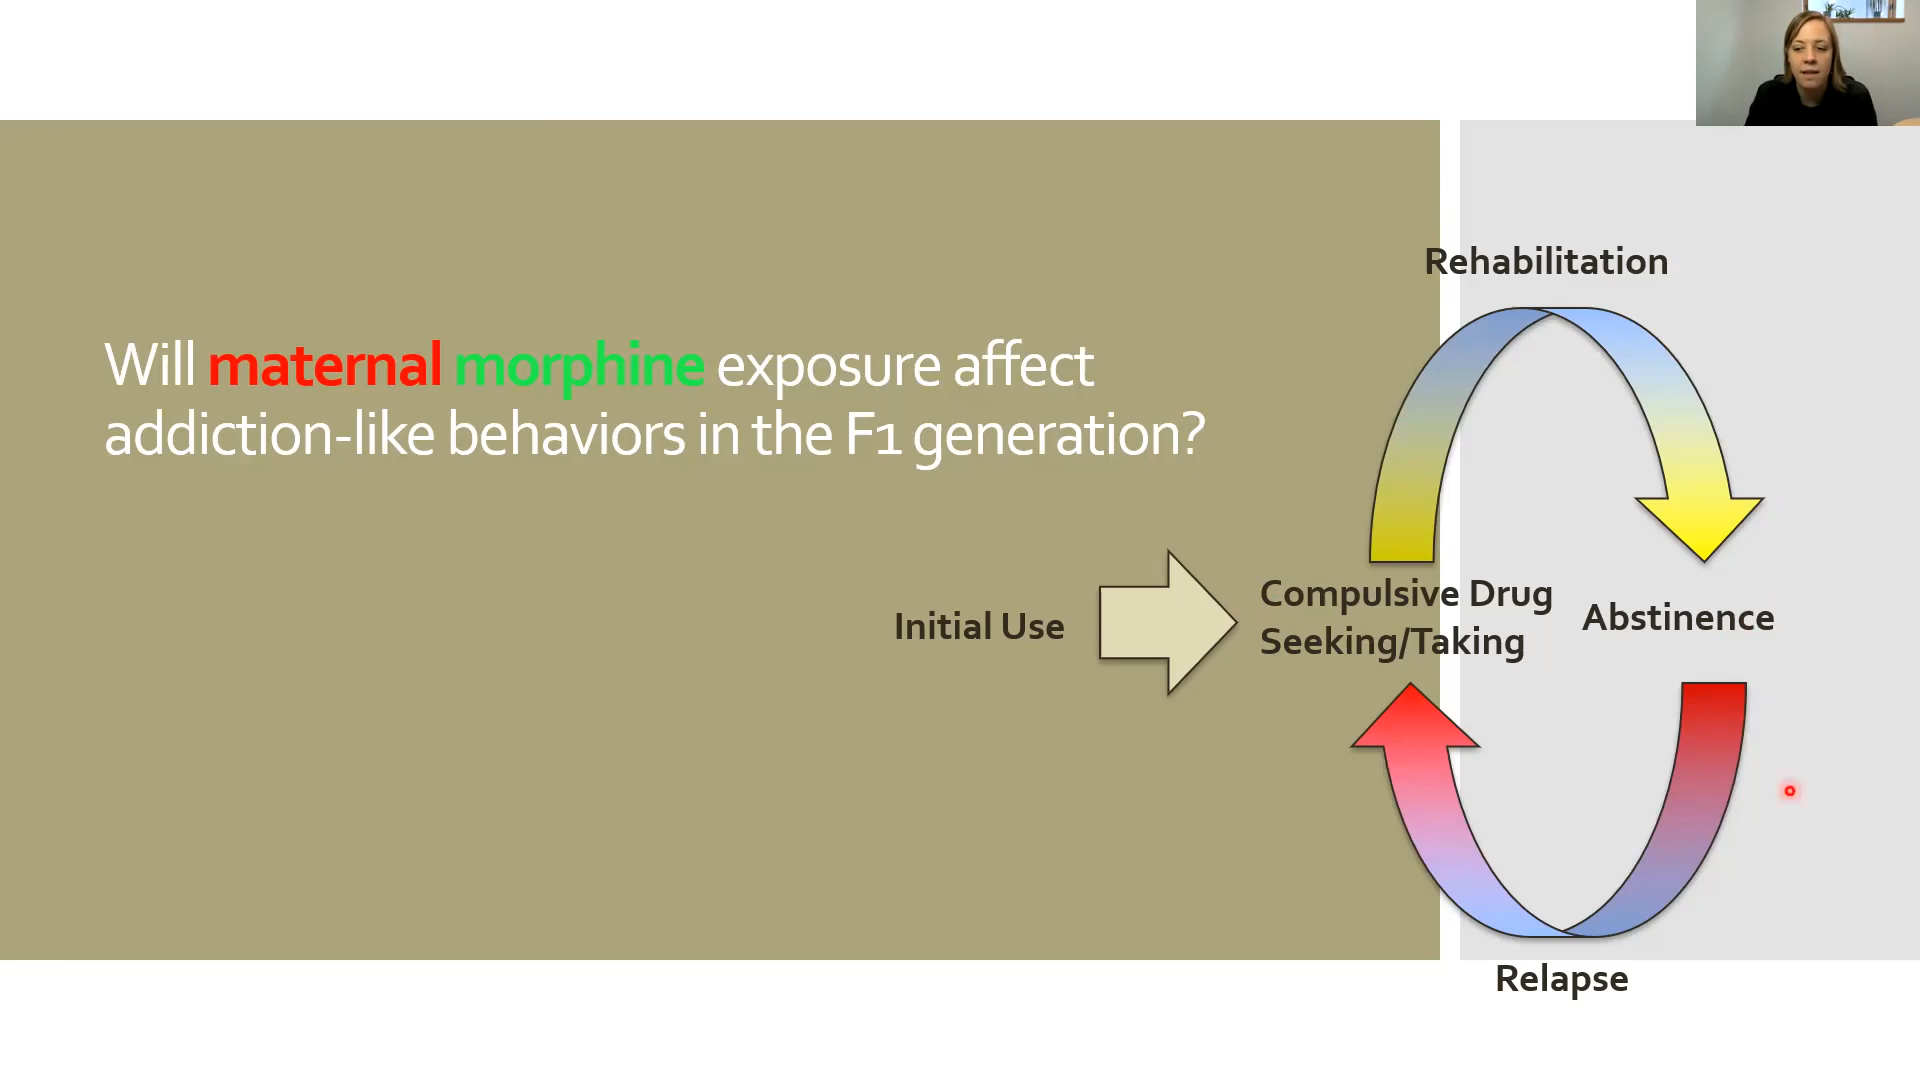 Will maternal morphine exposure affect
addiction-like behaviors in the F1 generation?
Rehabilitation
Initial Use
Compulsive Drug
Seeking/Taking
Abstinence
Relapse